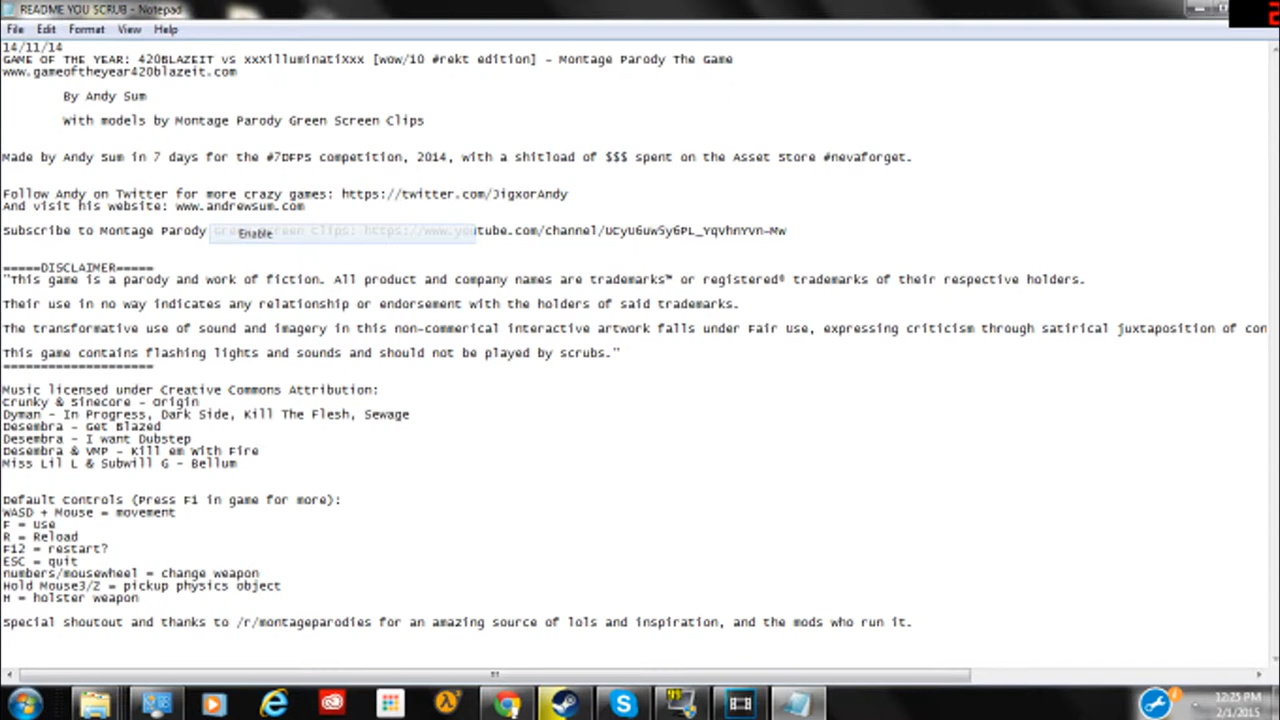 README YOU SCRUB - Notepad
File Edit Format View Help
14/11/14
GAME OF THE YEAR: 420BLAZEIT vs xxxilluminatixxx [wow/10 #rekt edition] - Montage Parody The Game
www.gameoftheyear420blazeit.com
By Andy Sum
With models by Montage Parody Green Screen Clips
Made by Andy Sum in 7 days for the #7DFPS competition, 2014, with a shitload of $$$ spent on the Asset Store #nevaforget.
Follow Andy on Twitter for more crazy games: https://twitter.com/JigxorAndy
And visit his website: www.andrewsum.com
Subscribe to Montage Parody Green Screen Clips: https://www.youtube.com/channel/UCyU6uwSy6PL_YqvhnYvn-Mw
Enable
=====DISCLAIMER=====
"This game is a parody and work of fiction. All product and company names are trademarks™ or registered® trademarks of their respective holders.
Their use in no way indicates any relationship or endorsement with the holders of said trademarks.
The transformative use of sound and imagery in this non-commerical interactive artwork falls under Fair Use, expressing criticism through satirical juxtaposition of con
This game contains flashing lights and sounds and should not be played by scrubs."
====================
Music licensed under Creative Commons Attribution:
Crunky & Sinecore - Origin
Dyman - In Progress, Dark Side, Kill The Flesh, Sewage
Desembra - Get Blazed
Desembra - I want Dubstep
Desembra & VMP - Kill em With Fire
Miss Lil L & Subwill G - Bellum
Default Controls (Press F1 in game for more):
WASD + Mouse = movement
F = Use
R = Reload
F12 = restart?
ESC = quit
numbers/mousewheel = change weapon
Hold Mouse3/Z = pickup physics object
H = holster weapon
Special shoutout and thanks to /r/montageparodies for an amazing source of lols and inspiration, and the mods who run it.
12:25 PM
2/1/2015